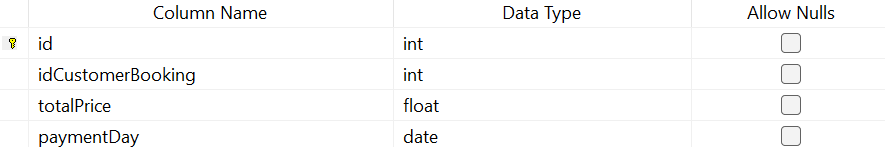 Column Name Data Type Allow Nulls
id int
idCustomerBooking int
totalPrice float
paymentDay date